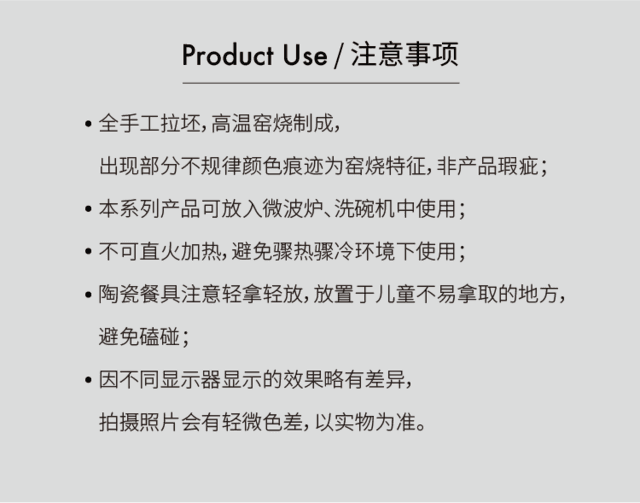 Product Use / 注意事项
• 全手工拉坯，高温窑烧制成，
出现部分不规律颜色痕迹为窑烧特征，非产品瑕疵；
• 本系列产品可放入微波炉、洗碗机中使用；
• 不可直火加热，避免骤热骤冷环境下使用；
• 陶瓷餐具注意轻拿轻放，放置于儿童不易拿取的地方，
避免磕碰；
• 因不同显示器显示的效果略有差异，
拍摄照片会有轻微色差，以实物为准。